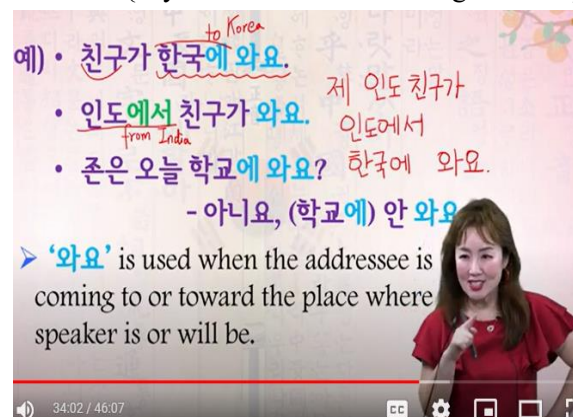 to Korea
예) • 친구가 한국에 와요.
제 인도 친구가
• 인도에서 친구가 와요.
from India
인도에서
• 존은 오늘 학교에 와요?
한국에 와요.
- 아니요, (학교에) 안 와요
➤ ‘와요’ is used when the addressee is
coming to or toward the place where
speaker is or will be.
34:02 / 46:07
CC